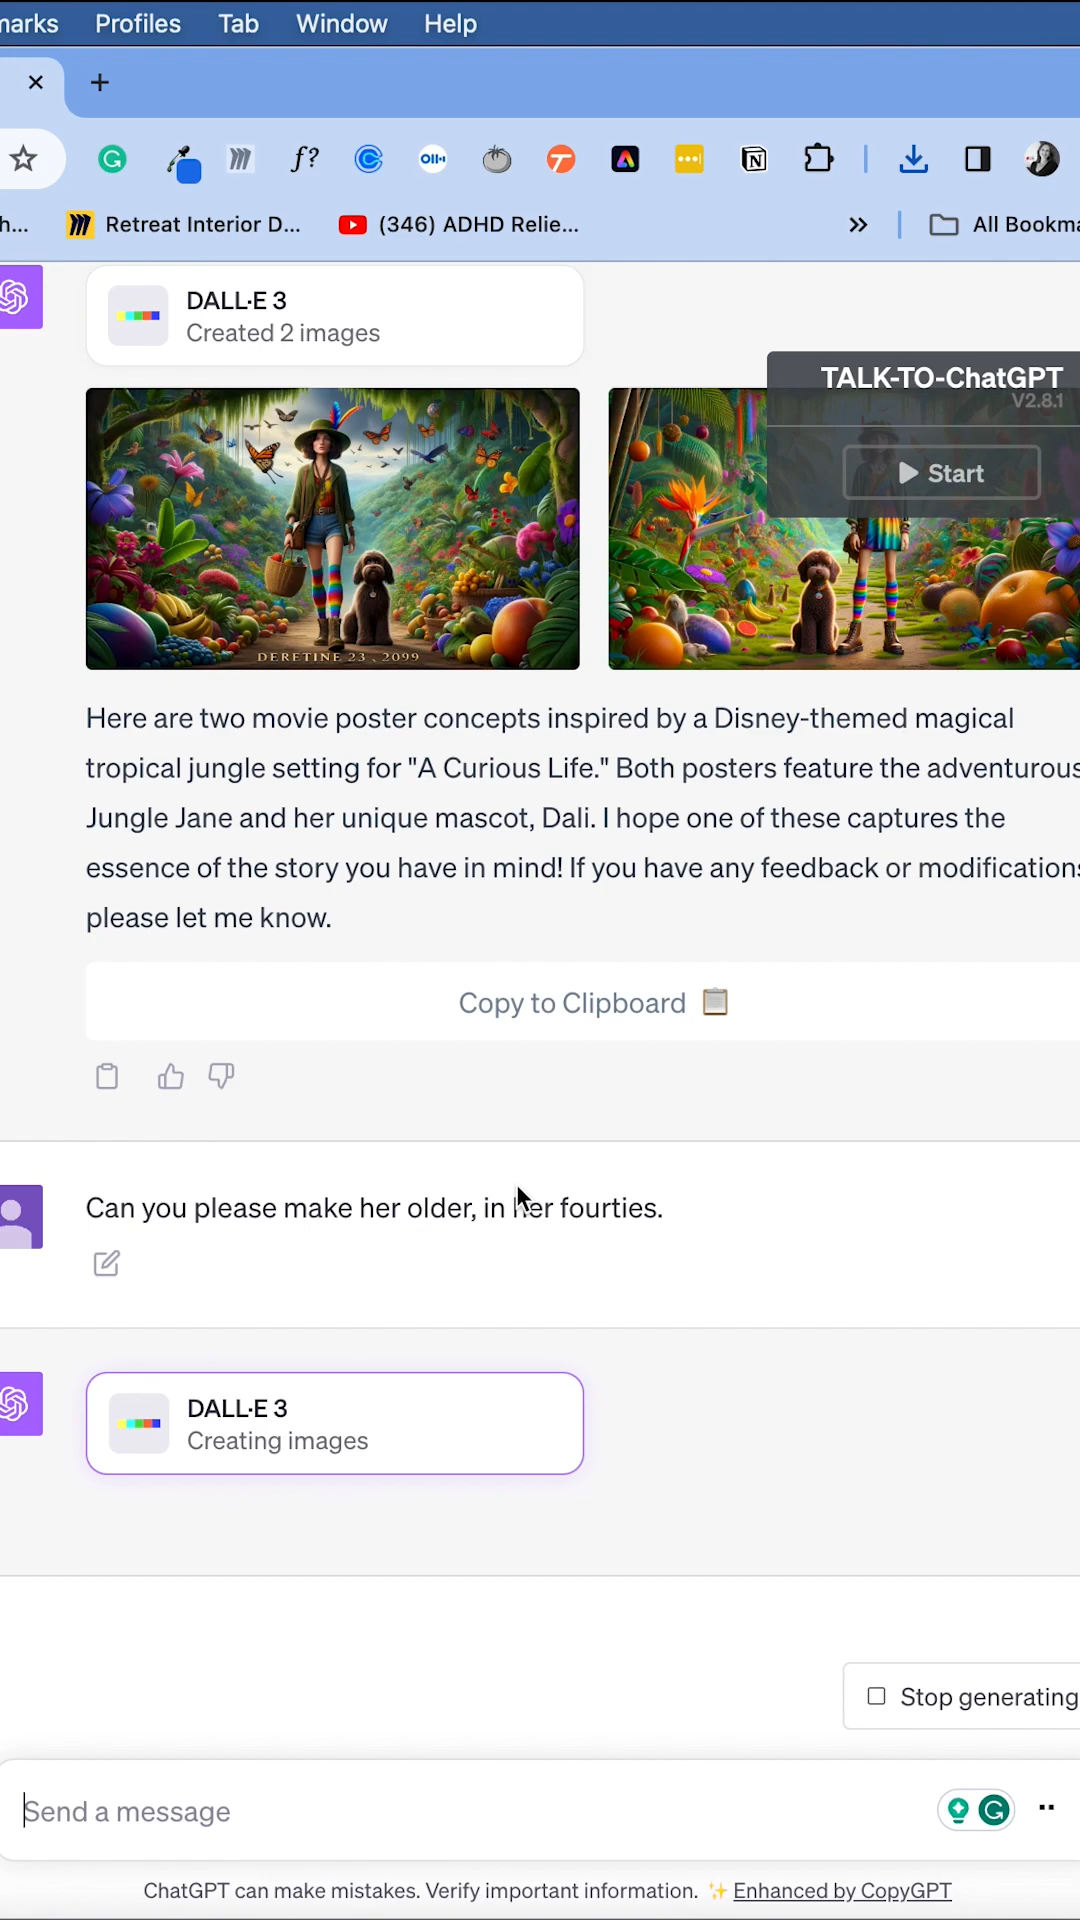 marks Profiles Tab Window Help
h... Retreat Interior D... (346) ADHD Relie... All Bookma
DALL·E 3
Created 2 images
TALK-TO-ChatGPT
V2.8.1
Start
DERETINE 23 , 2099
Here are two movie poster concepts inspired by a Disney-themed magical
tropical jungle setting for "A Curious Life." Both posters feature the adventurous
Jungle Jane and her unique mascot, Dali. I hope one of these captures the
essence of the story you have in mind! If you have any feedback or modifications
please let me know.
Copy to Clipboard
Can you please make her older, in her fourties.
DALL·E 3
Creating images
Stop generating
Send a message
ChatGPT can make mistakes. Verify important information. ✨ Enhanced by CopyGPT